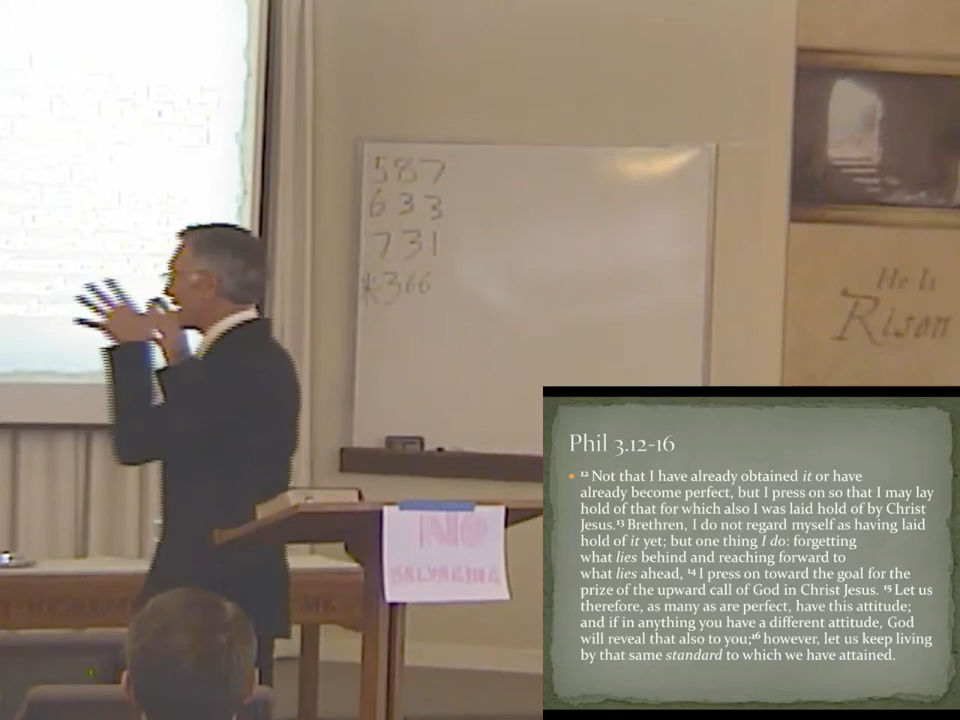 587
633
731
*366
He Is
Risen
NO
Phil 3.12-16
• 12 Not that I have already obtained it or have
already become perfect, but I press on so that I may lay
hold of that for which also I was laid hold of by Christ
Jesus.13 Brethren, I do not regard myself as having laid
hold of it yet; but one thing I do: forgetting
what lies behind and reaching forward to
what lies ahead, 14 I press on toward the goal for the
prize of the upward call of God in Christ Jesus. 15 Let us
therefore, as many as are perfect, have this attitude;
and if in anything you have a different attitude, God
will reveal that also to you;16 however, let us keep living
by that same standard to which we have attained.